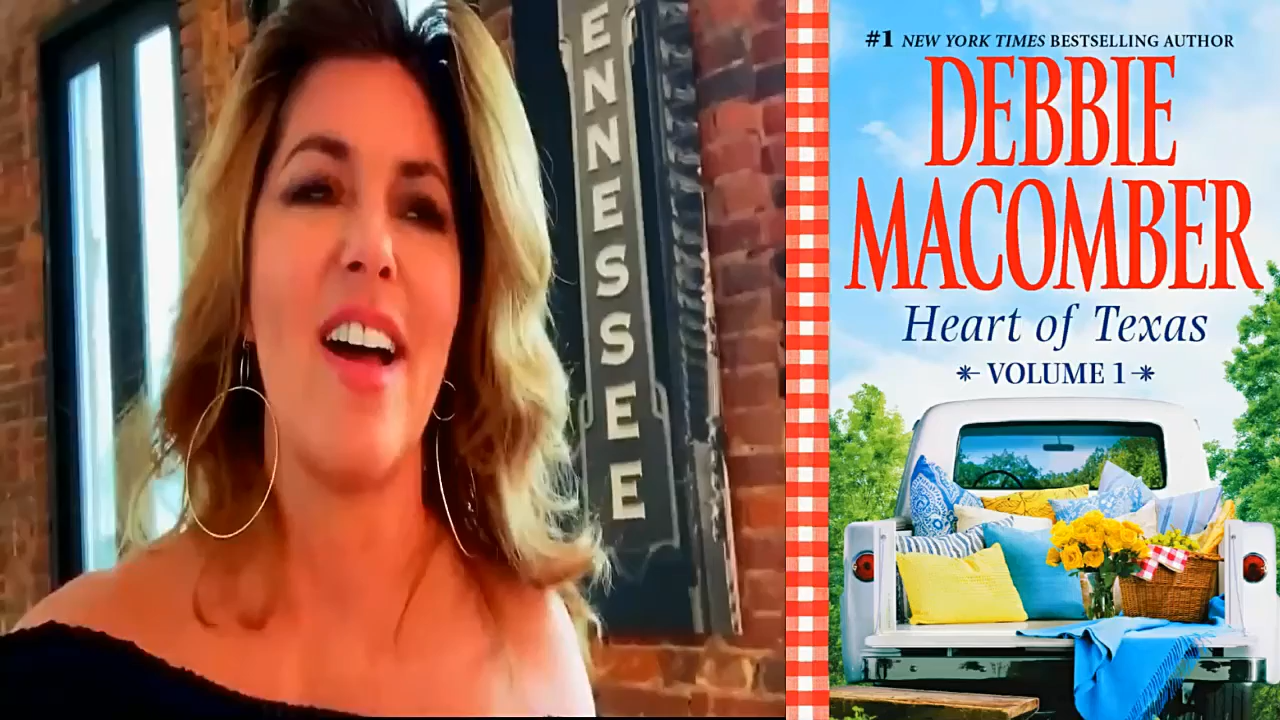 ENNESSEE
#1 NEW YORK TIMES BESTSELLING AUTHOR
DEBBIE
MACOMBER
Heart of Texas
VOLUME 1